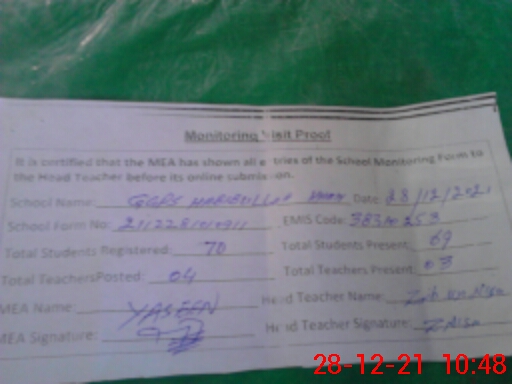 Monitoring Visit Proof
It is certified that the MEA has shown all entries of the School Monitoring Form to
the Head Teacher before its online submission.
School Name: GGPS Date: 28/12/2021
School Form No: EMIS Code: 38310253
Total Students Registered: 70 Total Students Present: 69
Total Teachers Posted: 04 Total Teachers Present: 03
MEA Name: YASEEN Head Teacher Name:
MEA Signature: Head Teacher Signature:
28-12-21 10:48